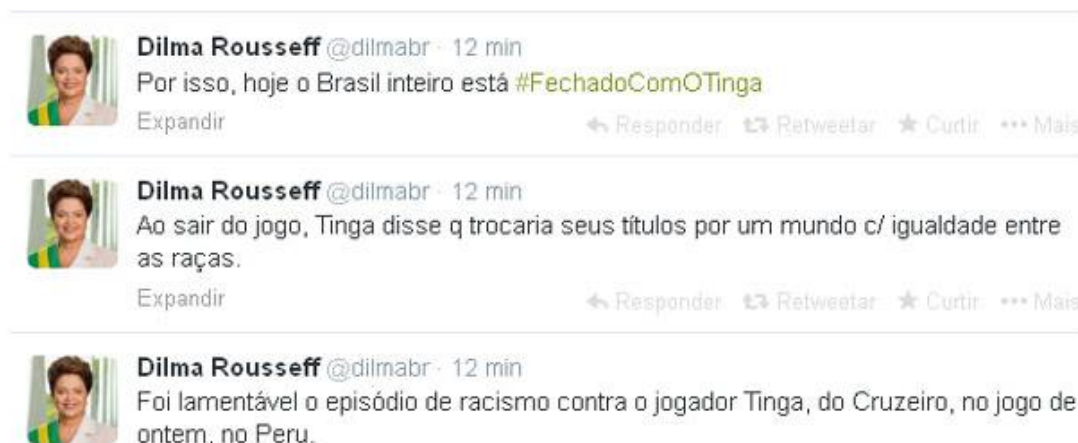 Dilma Rousseff @dilmabr · 12 min
Por isso, hoje o Brasil inteiro está #FechadoComOTinga
Expandir Responder Retweetar Curtir Mais
Dilma Rousseff @dilmabr · 12 min
Ao sair do jogo, Tinga disse q trocaria seus títulos por um mundo c/ igualdade entre
as raças.
Expandir Responder Retweetar Curtir Mais
Dilma Rousseff @dilmabr · 12 min
Foi lamentável o episódio de racismo contra o jogador Tinga, do Cruzeiro, no jogo de
ontem, no Peru.